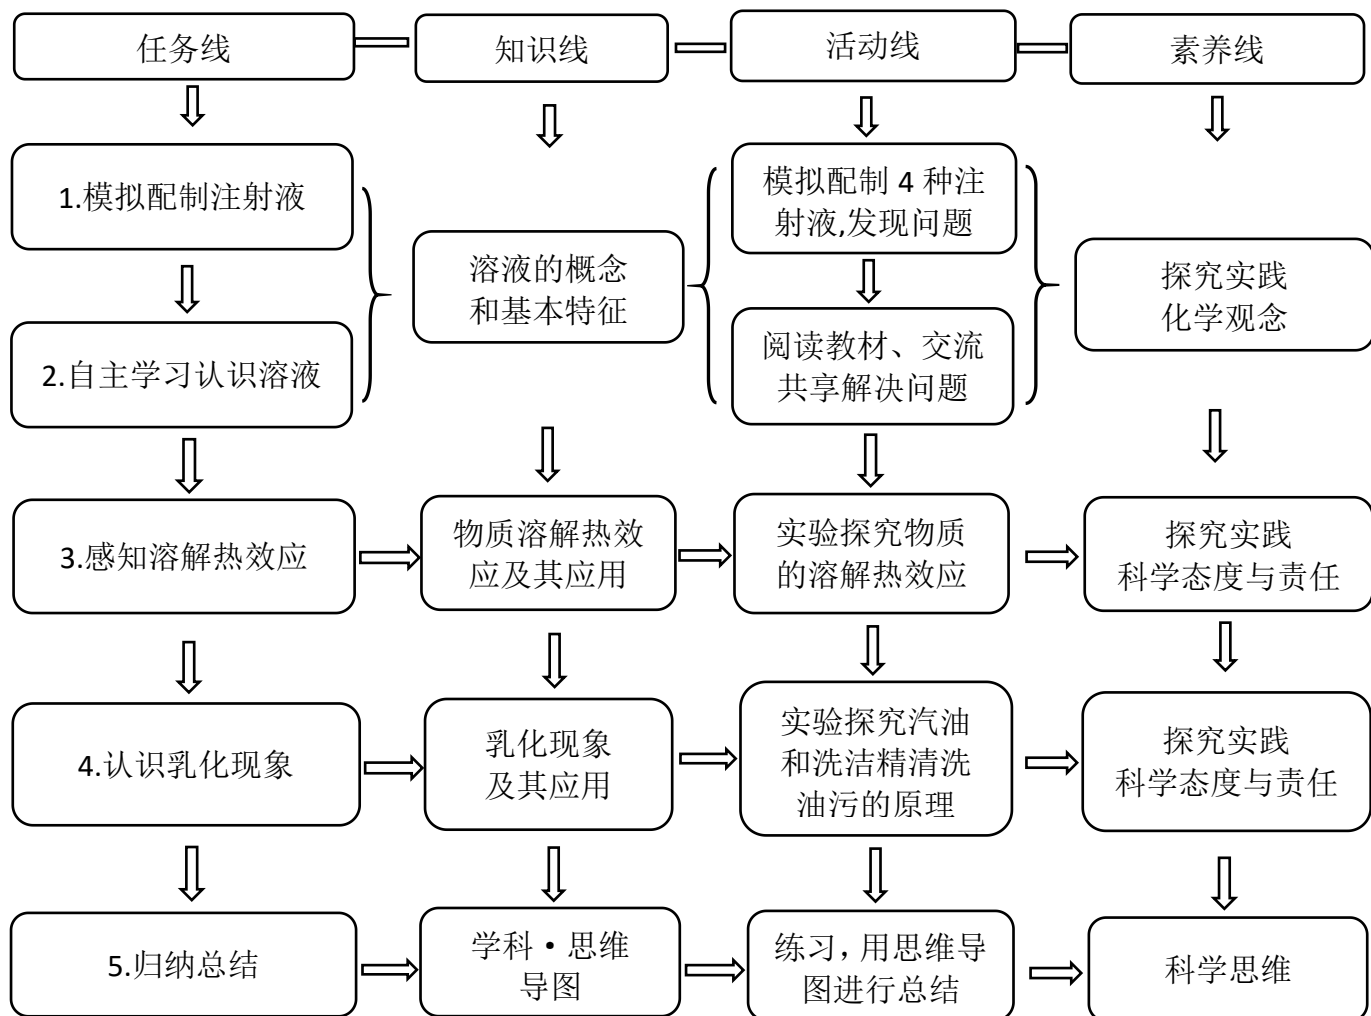 任务线
知识线
活动线
素养线
1.模拟配制注射液
2.自主学习认识溶液
溶液的概念
和基本特征
模拟配制 4 种注
射液,发现问题
阅读教材、交流
共享解决问题
探究实践
化学观念
3.感知溶解热效应
物质溶解热效
应及其应用
实验探究物质
的溶解热效应
探究实践
科学态度与责任
4.认识乳化现象
乳化现象
及其应用
实验探究汽油
和洗洁精清洗
油污的原理
探究实践
科学态度与责任
5.归纳总结
学科·思维
导图
练习，用思维导
图进行总结
科学思维